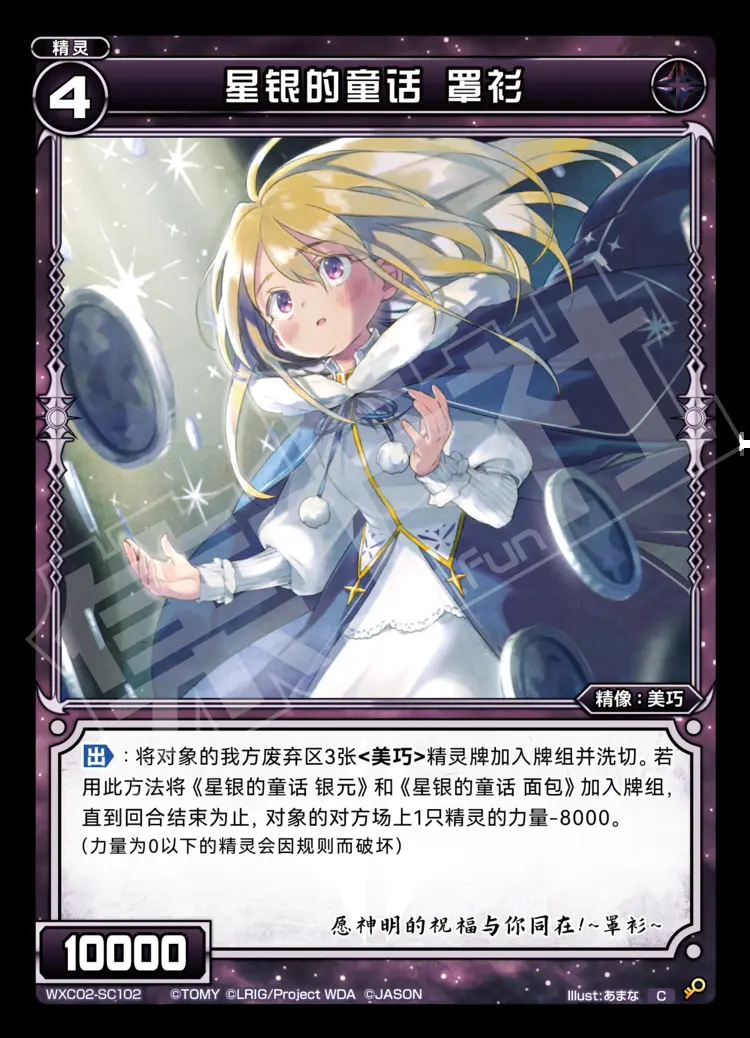 精灵
4
星银的童话 罩衫
集换社
Fun
精像：美巧
出：将对象的我方废弃区3张<美巧>精灵牌加入牌组并洗切。若
用此方法将《星银的童话 银元》和《星银的童话 面包》加入牌组，
直到回合结束为止，对象的对方场上1只精灵的力量-8000。
（力量为0以下的精灵会因规则而破坏）
愿神明的祝福与你同在！~罩衫~
10000
WXC02-SC102 ©TOMY ©LRIG/Project WDA ©JASON Illust:あまな C